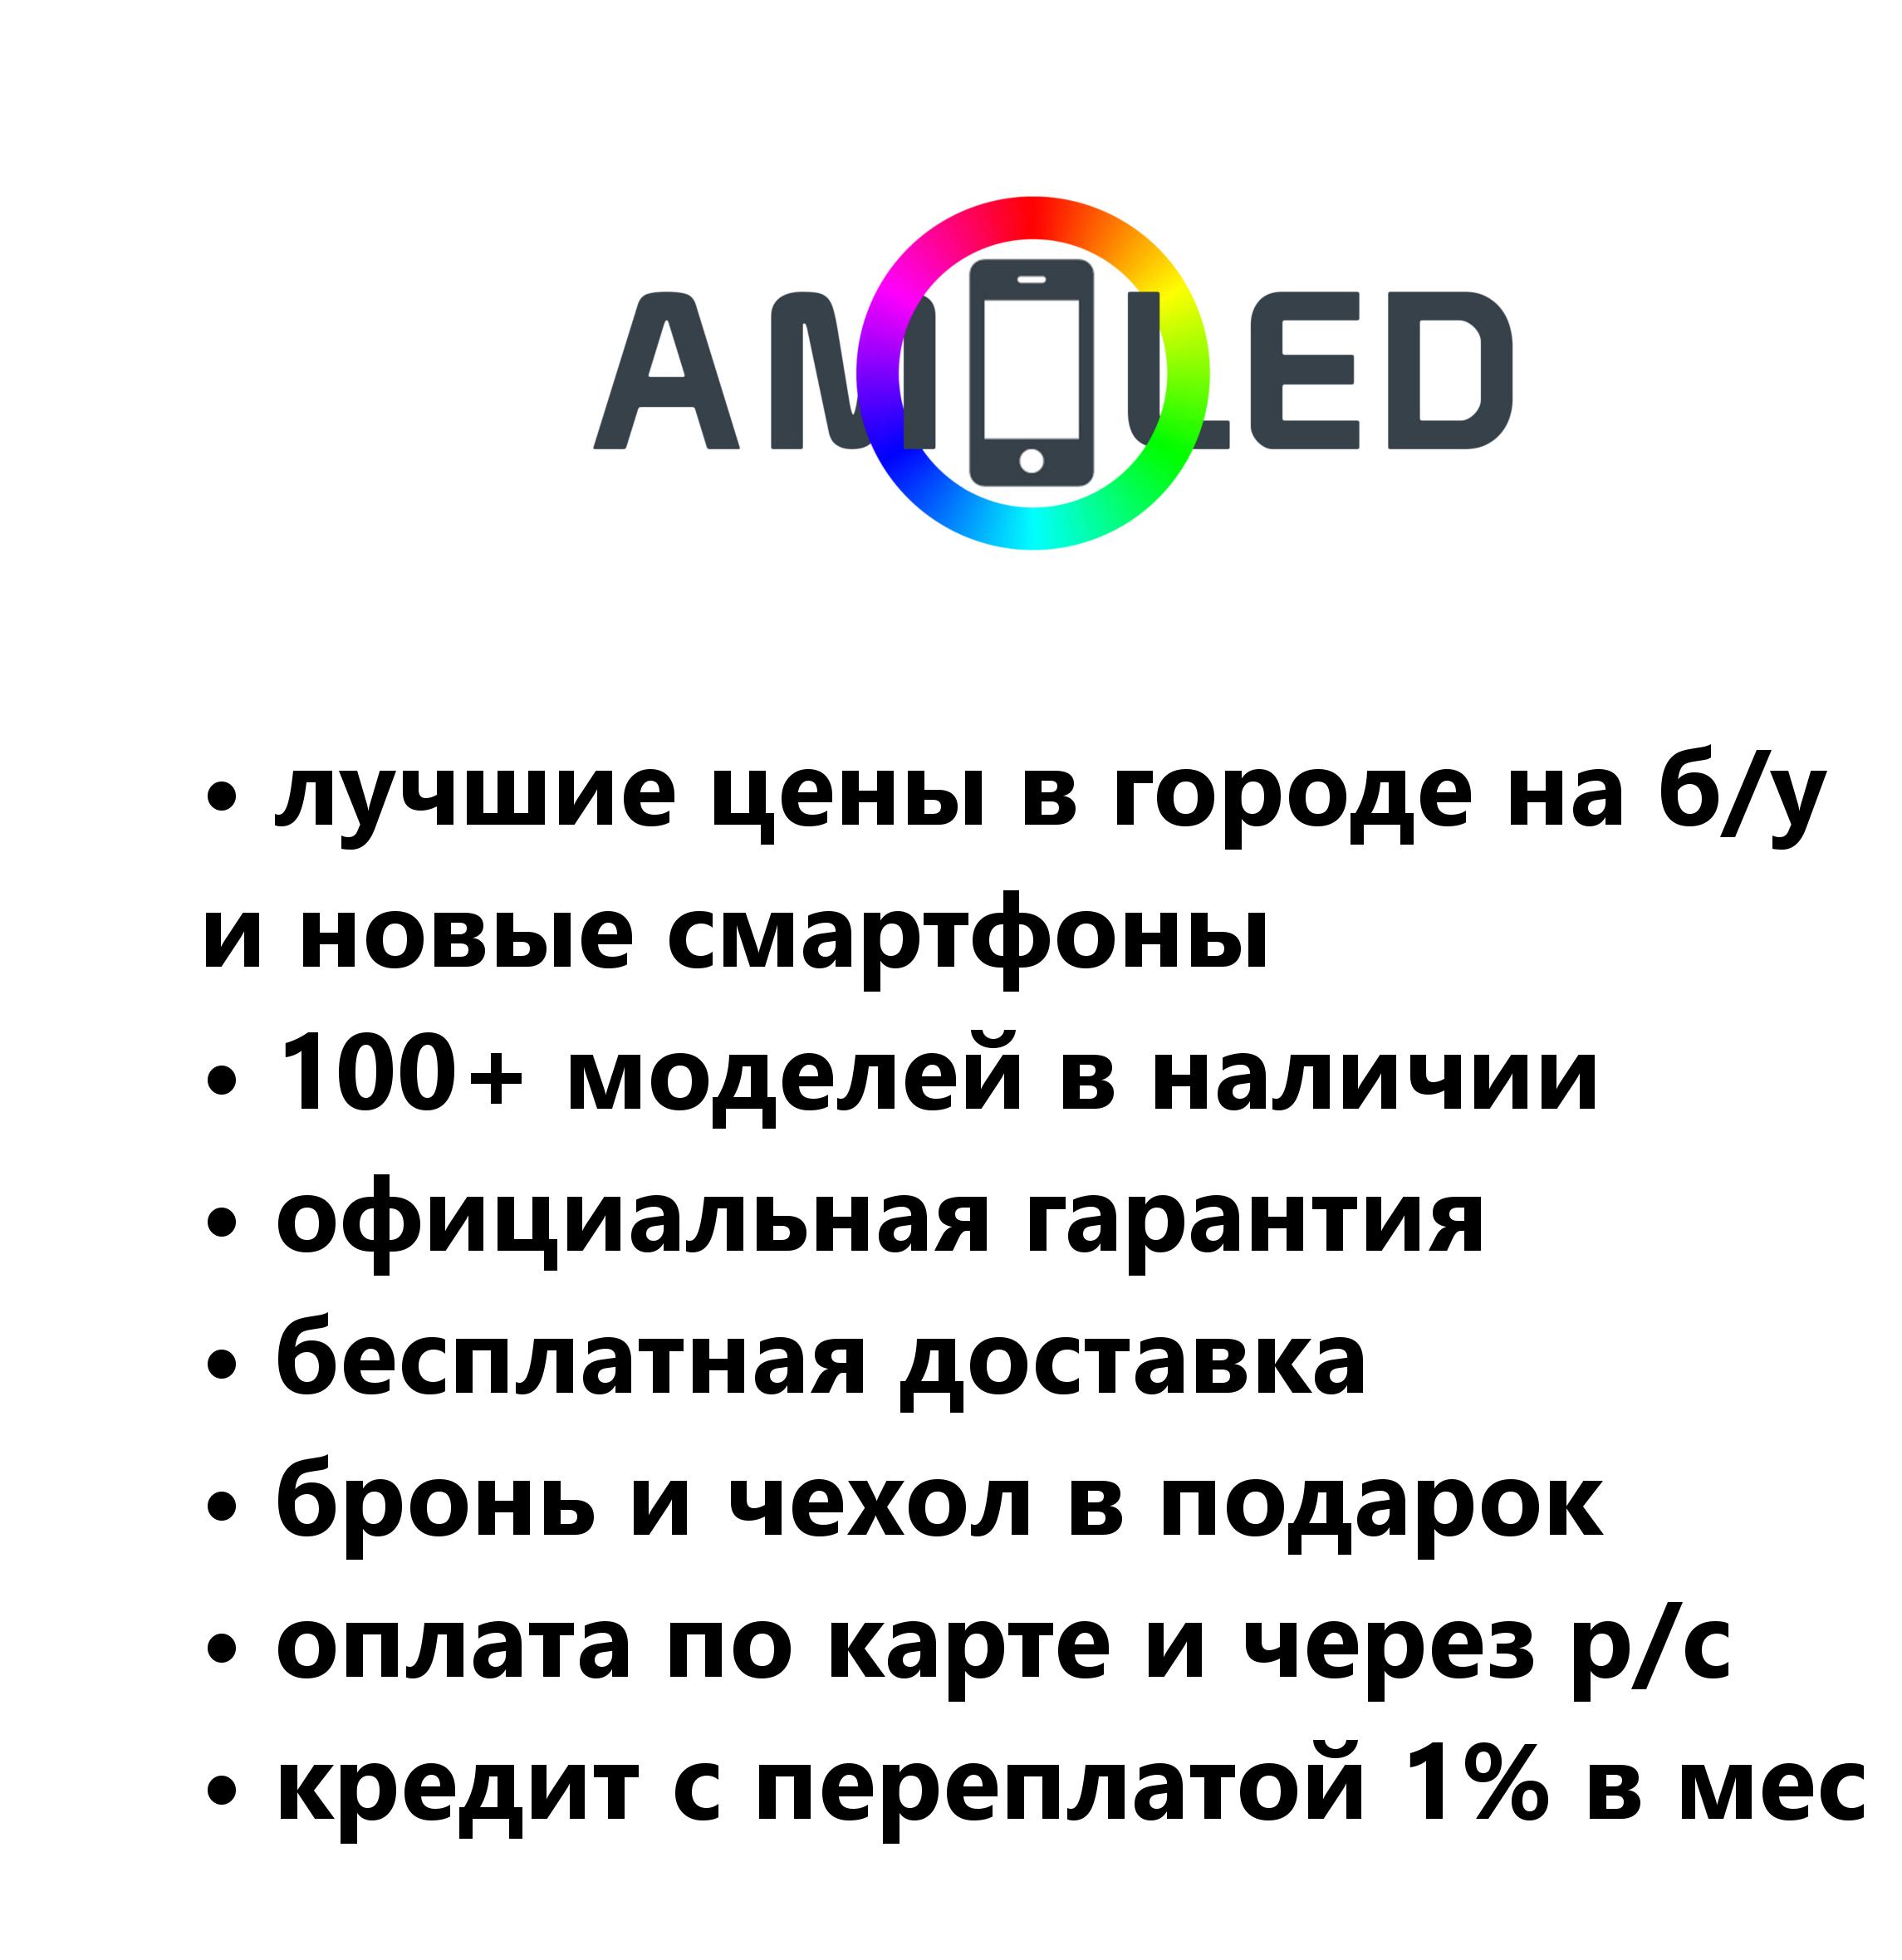 AMOLED
• лучшие цены в городе на б/у
и новые смартфоны
• 100+ моделей в наличии
• официальная гарантия
• бесплатная доставка
• бронь и чехол в подарок
• оплата по карте и через р/с
• кредит с переплатой 1% в мес